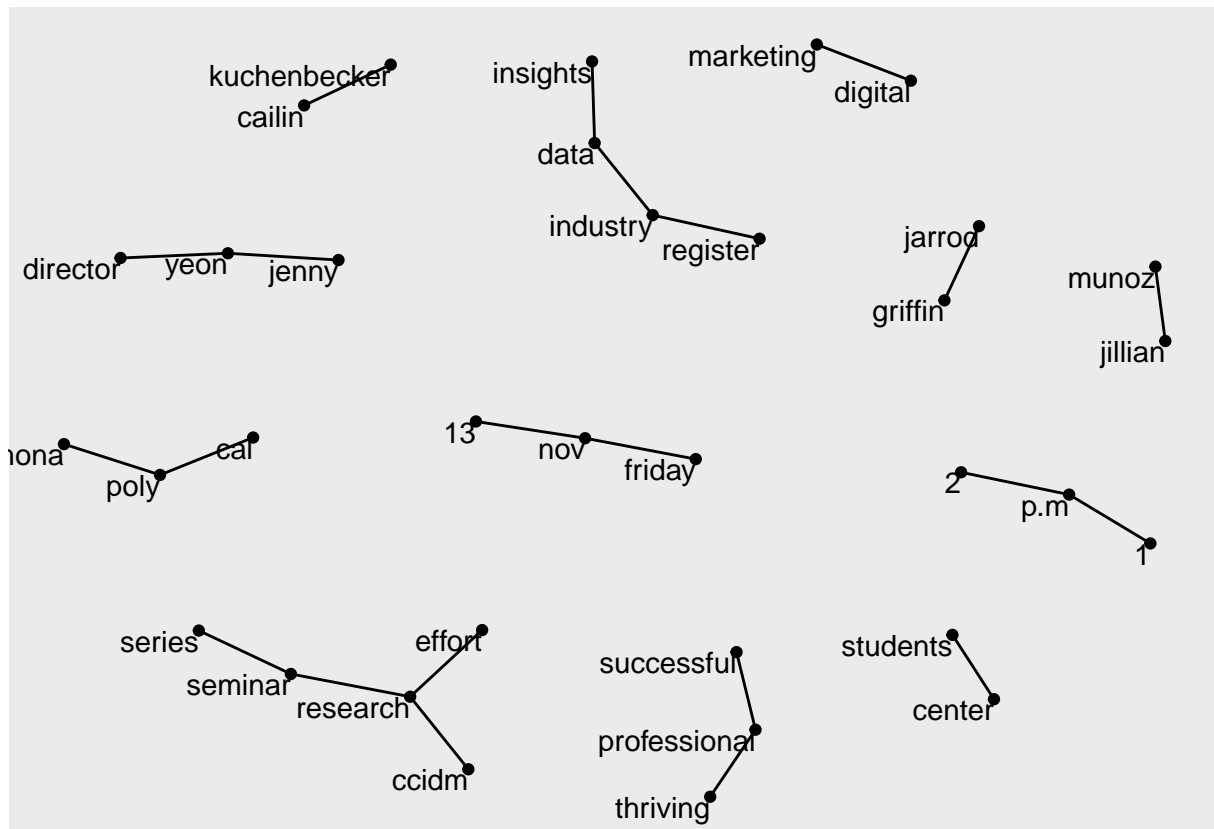 marketing
kuchenbecker
insights
digital
cailin
data
industry
jarrod
register
director
yeon
jenny
munoz
griffin
jillian
13
nov
cal
friday
poly
2
p.m
1
series
effort
students
successful
seminar
research
center
professional
ccidm
thriving